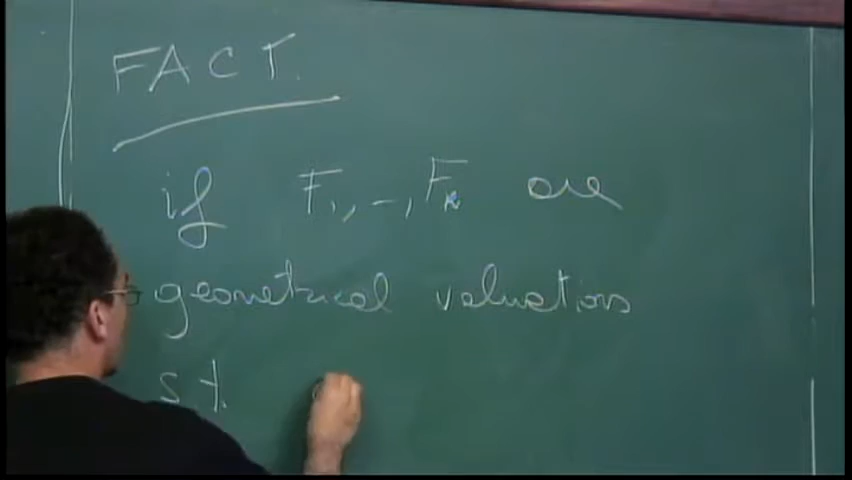 FACT.
if F1, -, Fk are
geometrical valuations
s t.